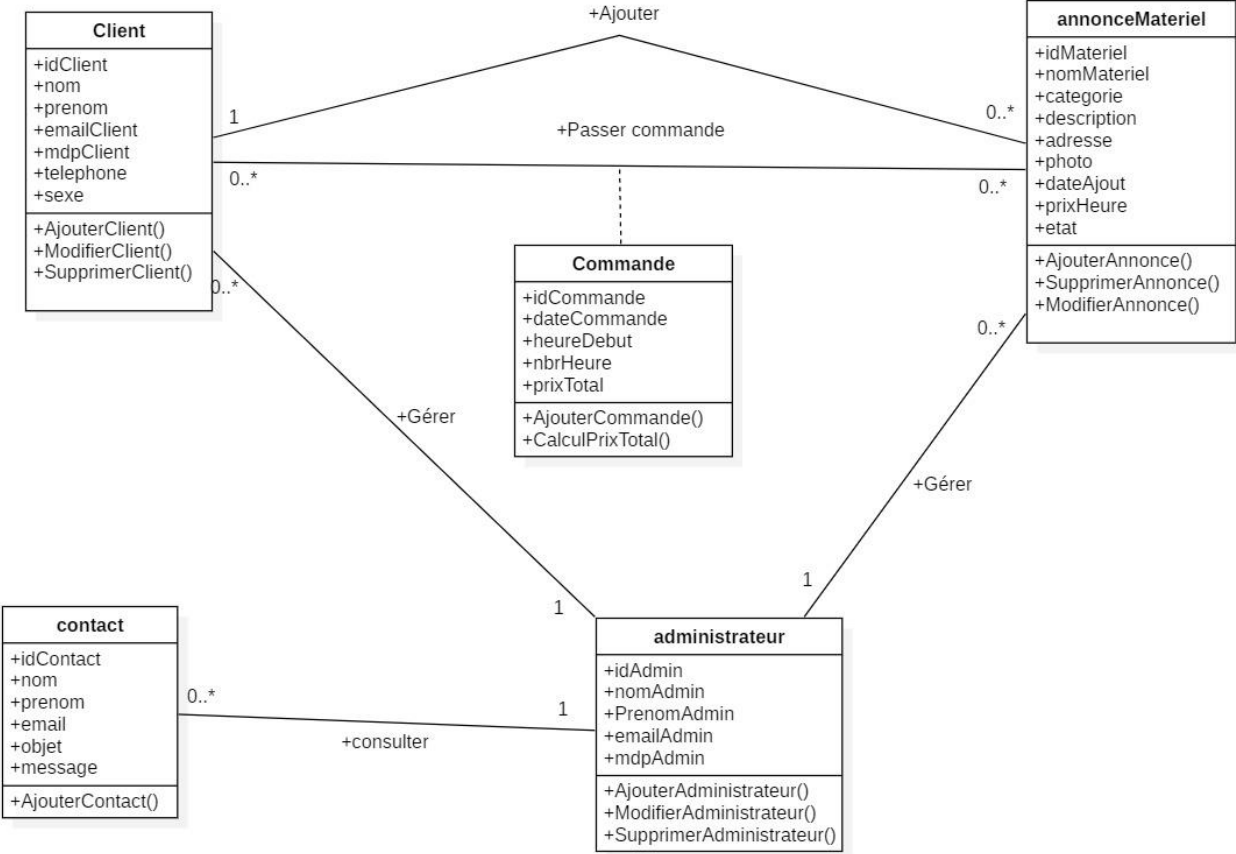 Client
+idClient
+nom
+prenom
+emailClient
+mdpClient
+telephone
+sexe
+AjouterClient()
+ModifierClient()
+SupprimerClient()
+Ajouter
1
0..*
+Passer commande
0..*
0..*
annonceMateriel
+idMateriel
+nomMateriel
+categorie
+description
+adresse
+photo
+dateAjout
+prixHeure
+etat
+AjouterAnnonce()
+SupprimerAnnonce()
+ModifierAnnonce()
Commande
+idCommande
+dateCommande
+heureDebut
+nbrHeure
+prixTotal
+AjouterCommande()
+CalculPrixTotal()
0..*
+Gérer
1
0..*
+Gérer
1
contact
+idContact
+nom
+prenom
+email
+objet
+message
+AjouterContact()
0..*
1
+consulter
administrateur
+idAdmin
+nomAdmin
+PrenomAdmin
+emailAdmin
+mdpAdmin
+AjouterAdministrateur()
+ModifierAdministrateur()
+SupprimerAdministrateur()